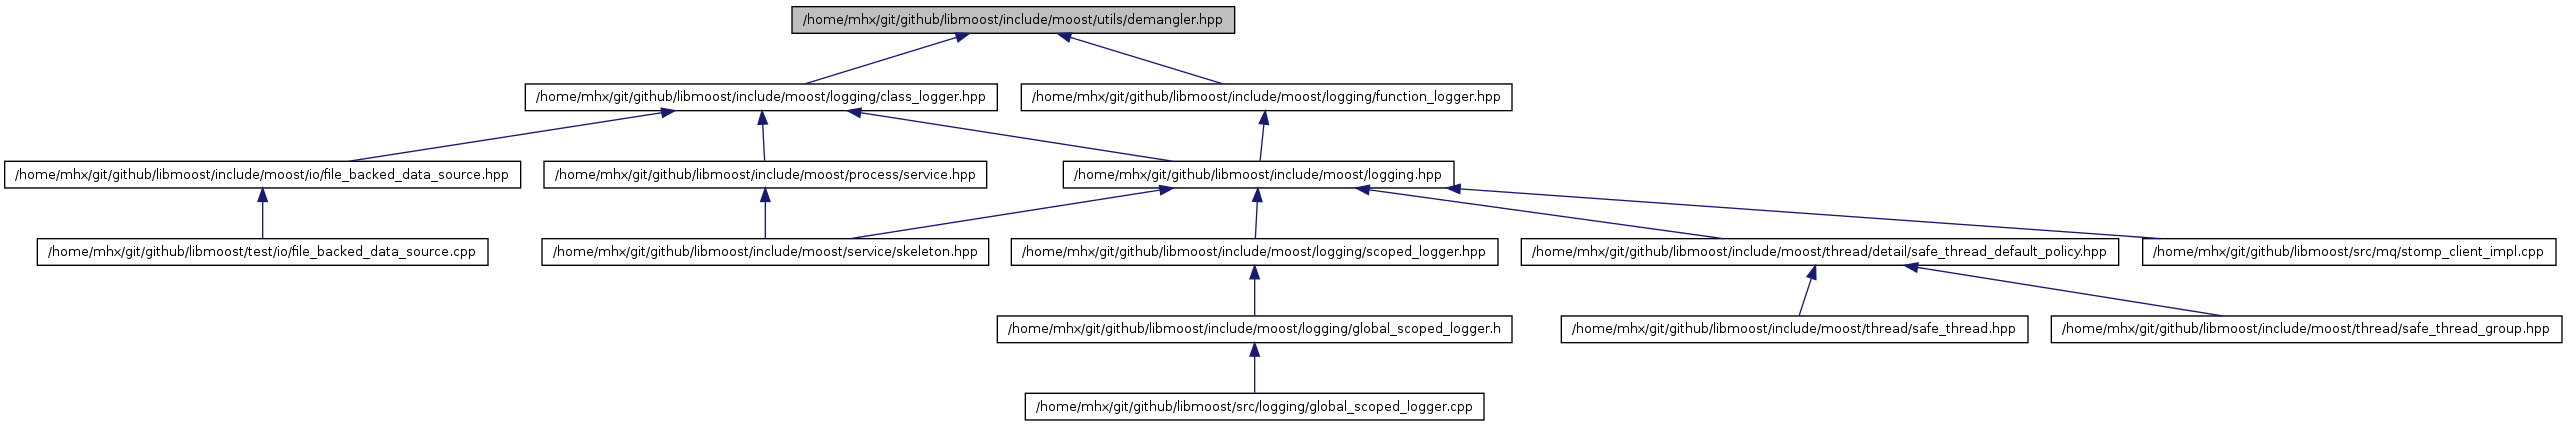 /home/mhx/git/github/libmoost/include/moost/utils/demangler.hpp
/home/mhx/git/github/libmoost/include/moost/logging/class_logger.hpp
/home/mhx/git/github/libmoost/include/moost/logging/function_logger.hpp
/home/mhx/git/github/libmoost/include/moost/io/file_backed_data_source.hpp
/home/mhx/git/github/libmoost/include/moost/process/service.hpp
/home/mhx/git/github/libmoost/include/moost/logging.hpp
/home/mhx/git/github/libmoost/test/io/file_backed_data_source.cpp
/home/mhx/git/github/libmoost/include/moost/service/skeleton.hpp
/home/mhx/git/github/libmoost/include/moost/logging/scoped_logger.hpp
/home/mhx/git/github/libmoost/include/moost/thread/detail/safe_thread_default_policy.hpp
/home/mhx/git/github/libmoost/src/mq/stomp_client_impl.cpp
/home/mhx/git/github/libmoost/include/moost/logging/global_scoped_logger.h
/home/mhx/git/github/libmoost/include/moost/thread/safe_thread.hpp
/home/mhx/git/github/libmoost/include/moost/thread/safe_thread_group.hpp
/home/mhx/git/github/libmoost/src/logging/global_scoped_logger.cpp